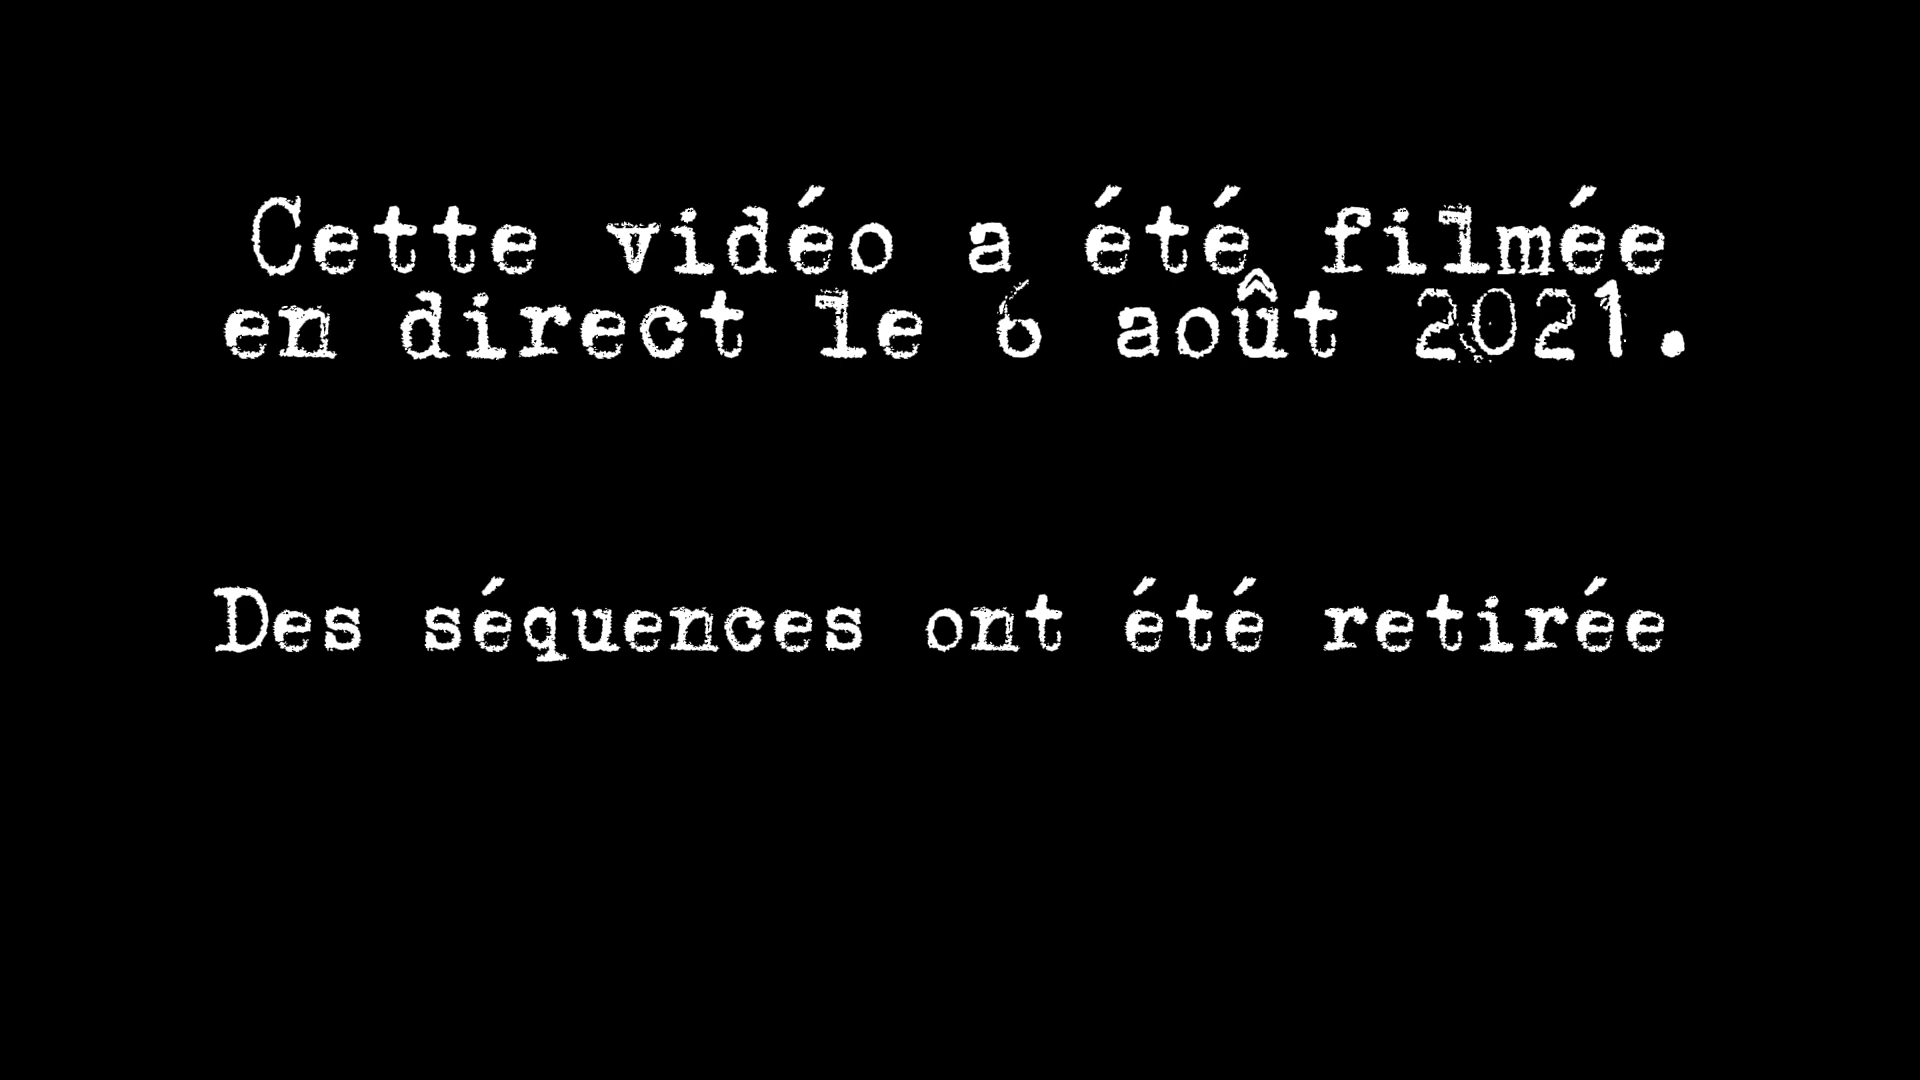 Cette vidéo a été filmée
en direct le 6 août 2021.
Des séquences ont été retirée